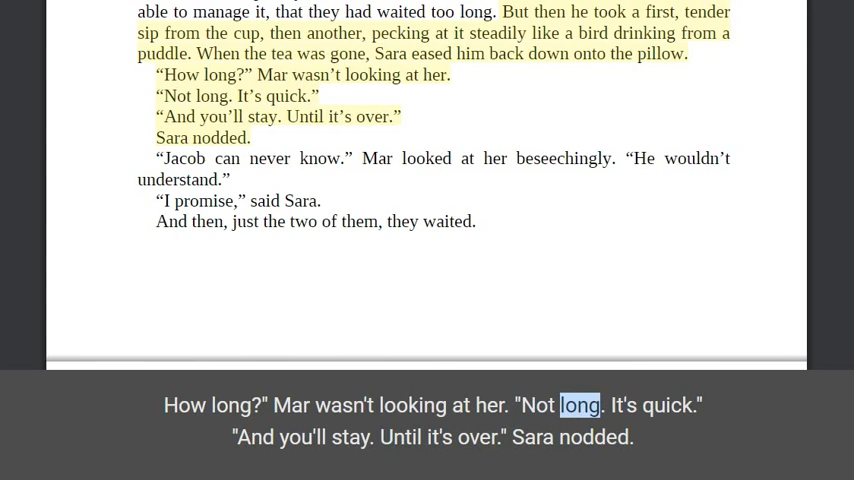 able to manage it, that they had waited too long. But then he took a first, tender
sip from the cup, then another, pecking at it steadily like a bird drinking from a
puddle. When the tea was gone, Sara eased him back down onto the pillow.
“How long?” Mar wasn’t looking at her.
“Not long. It’s quick.”
“And you’ll stay. Until it’s over.”
Sara nodded.
“Jacob can never know.” Mar looked at her beseechingly. “He wouldn’t
understand.”
“I promise,” said Sara.
And then, just the two of them, they waited.
How long?" Mar wasn't looking at her. "Not long. It's quick."
"And you'll stay. Until it's over." Sara nodded.